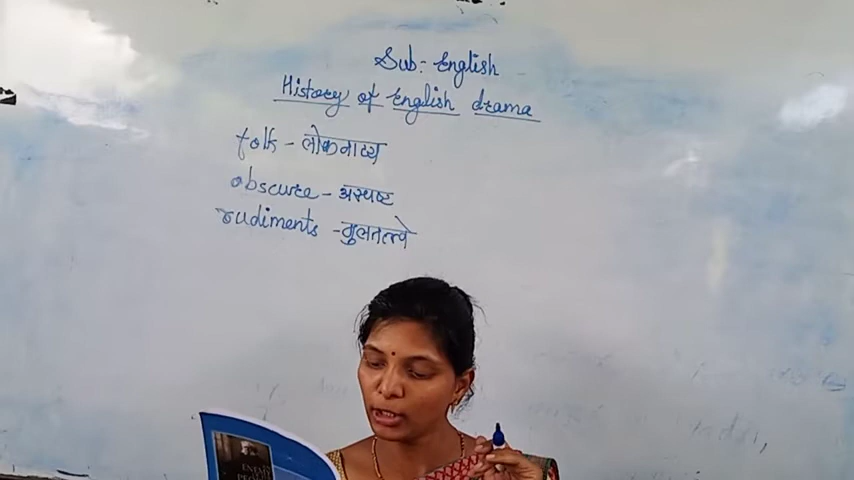 Sub: English
History of English drama
folk - लोकनाट्य
obscure - अस्पष्ट
rudiments - मुलतत्त्वे